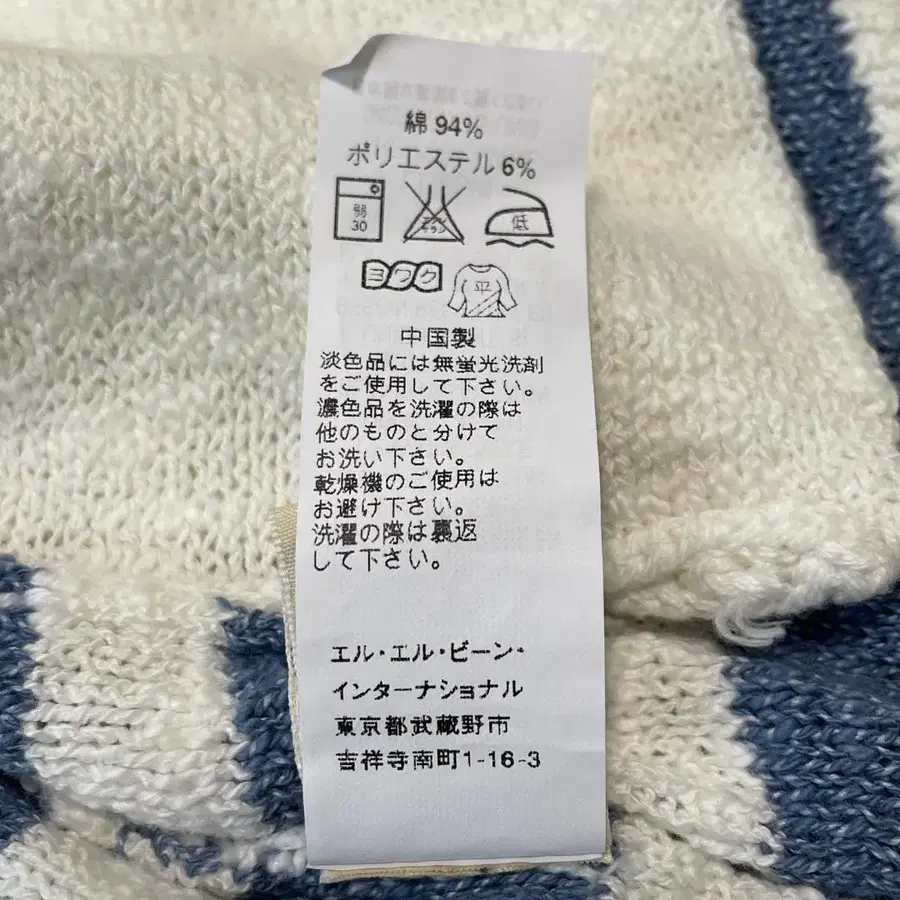 綿 94%
ポリエステル 6%
弱
30
低
ヨワク
平
中国製
淡色品には無蛍光洗剤
をご使用して下さい。
濃色品を洗濯の際は
他のものと分けて
お洗い下さい。
乾燥機のご使用は
お避け下さい。
洗濯の際は裏返
して下さい。
エル・エル・ビーン・
インターナショナル
東京都武蔵野市
吉祥寺南町1-16-3